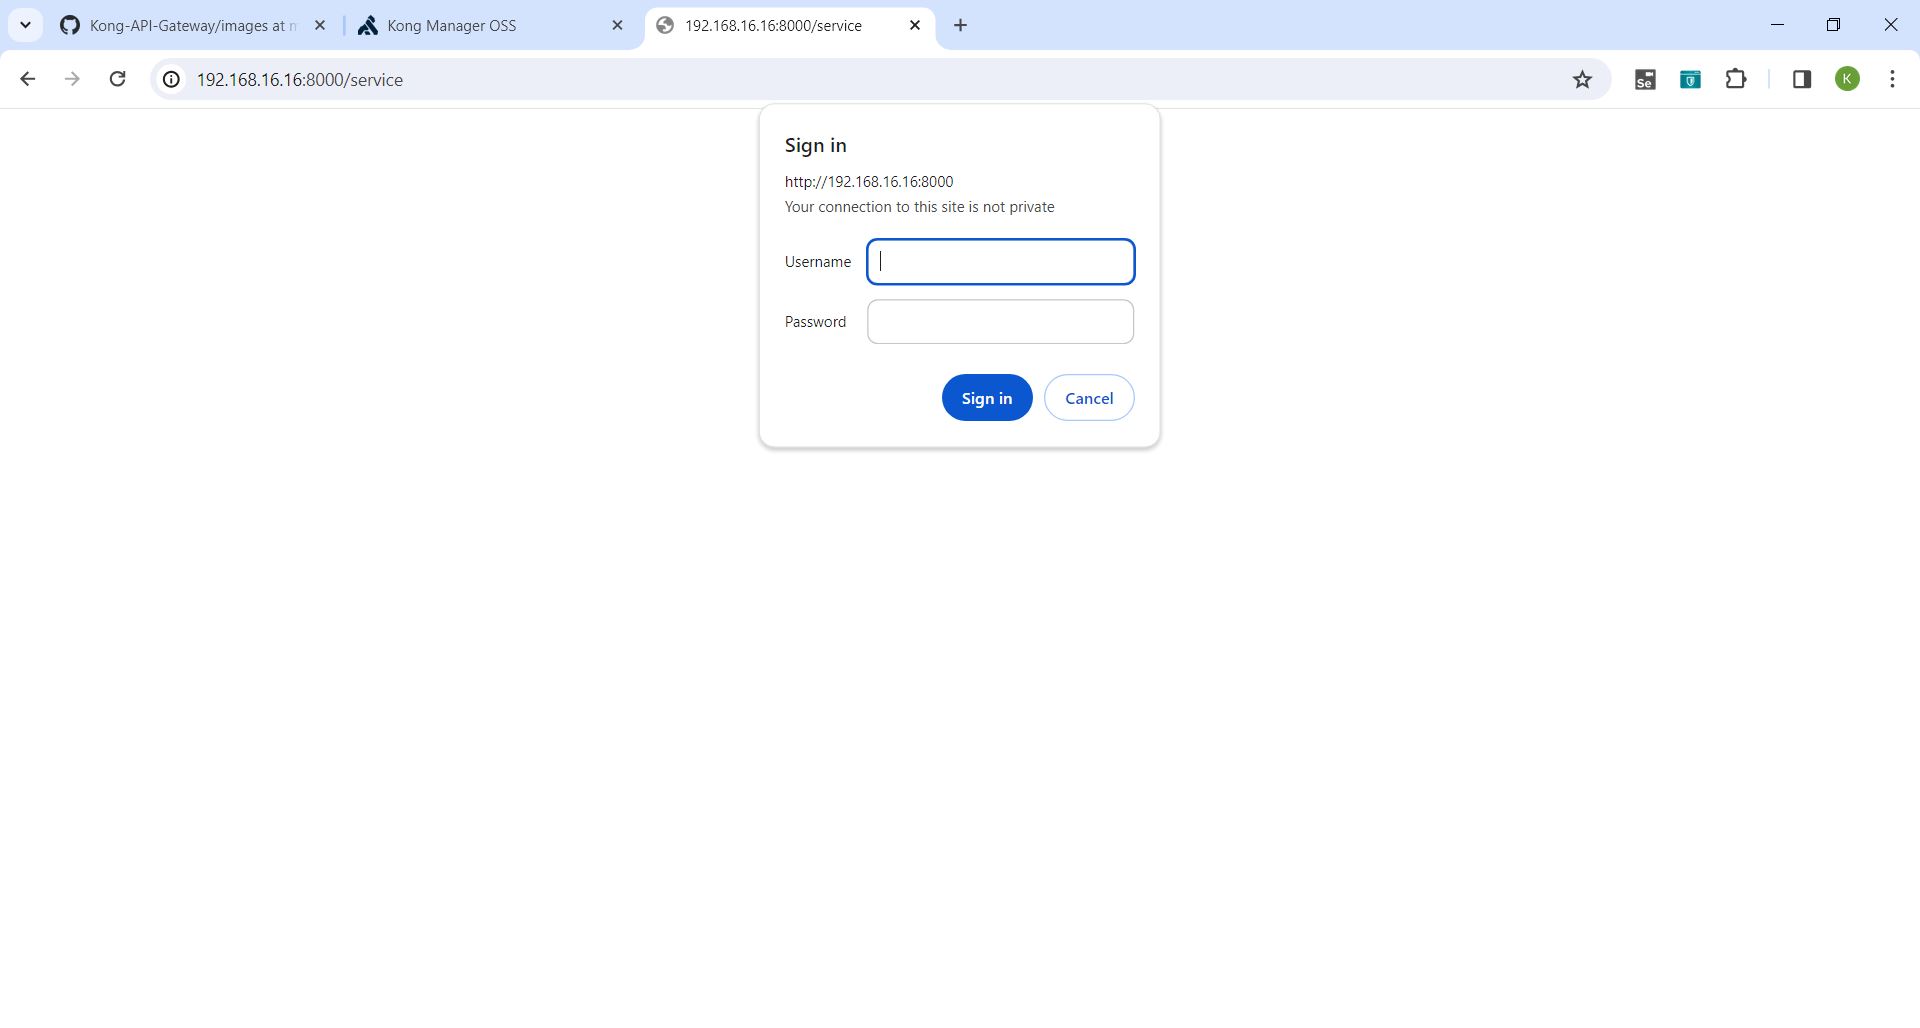 Kong-API-Gateway/images at m
Kong Manager OSS
192.168.16.16:8000/service
192.168.16.16:8000/service
Se
K
Sign in
http://192.168.16.16:8000
Your connection to this site is not private
Username
Password
Sign in
Cancel